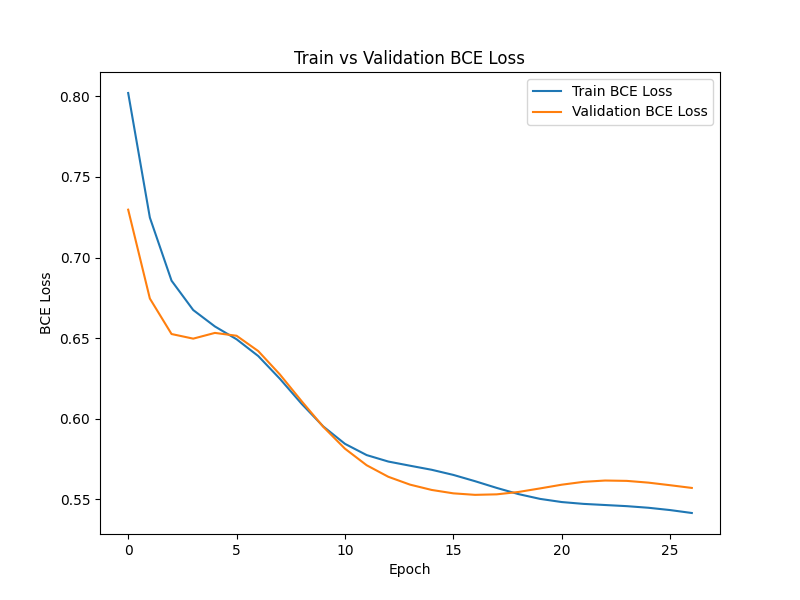 Train vs Validation BCE Loss
Train BCE Loss
Validation BCE Loss
0.80
0.75
0.70
0.65
0.60
0.55
BCE Loss
0 5 10 15 20 25
Epoch